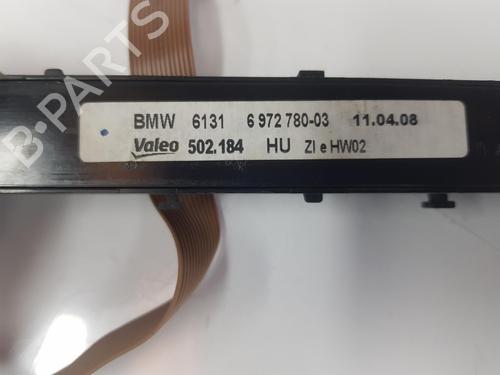 BMW 6131 6 972 780-03 11.04.08
Valeo 502.184 HU ZI e HW02
B-PARTS